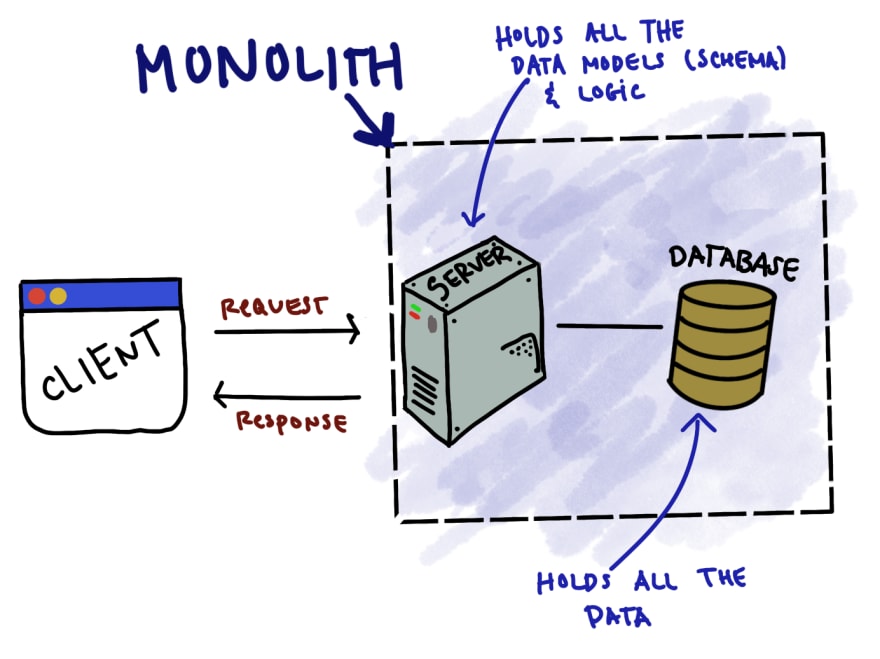 MONOLITH
HOLDS ALL THE
DATA MODELS (SCHEMA)
& LOGIC
SERVER
DATABASE
REQUEST
CLIENT
RESPONSE
HOLDS ALL THE
DATA